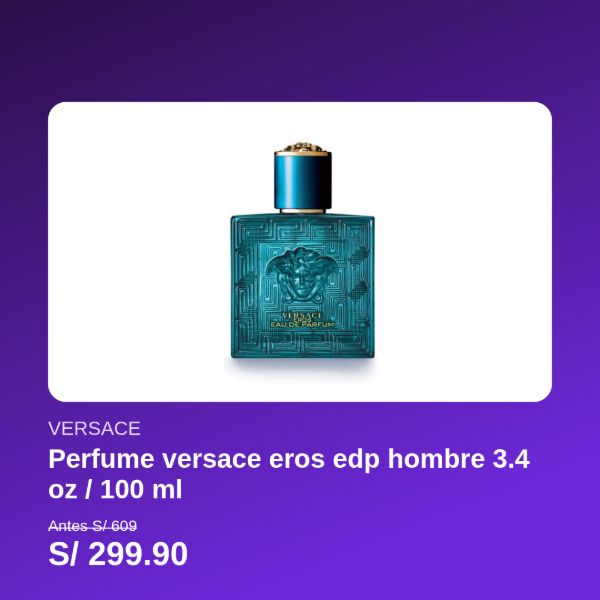 VERSACE
EROS
EAU DE PARFUM
VERSACE
Perfume versace eros edp hombre 3.4
oz / 100 ml
Antes S/ 609
S/ 299.90